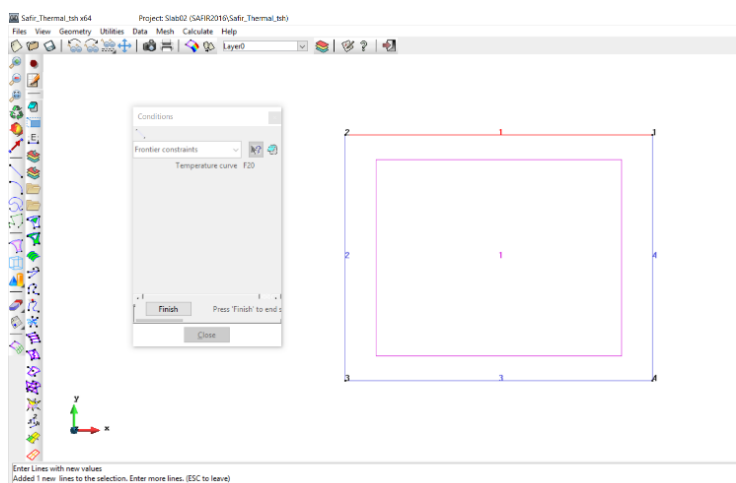 Safir_Thermal_tsh x64 Project: Slab02 (SAFIR2016\Safir_Thermal_tsh)
Files View Geometry Utilities Data Mesh Calculate Help
Layer0
Conditions
Frontier constraints
Temperature curve F20
Finish Press 'Finish' to end s
Close
2 1 1
2 1 4
3 3 4
y
x
Enter Lines with new values
Added 1 new lines to the selection. Enter more lines. (ESC to leave)